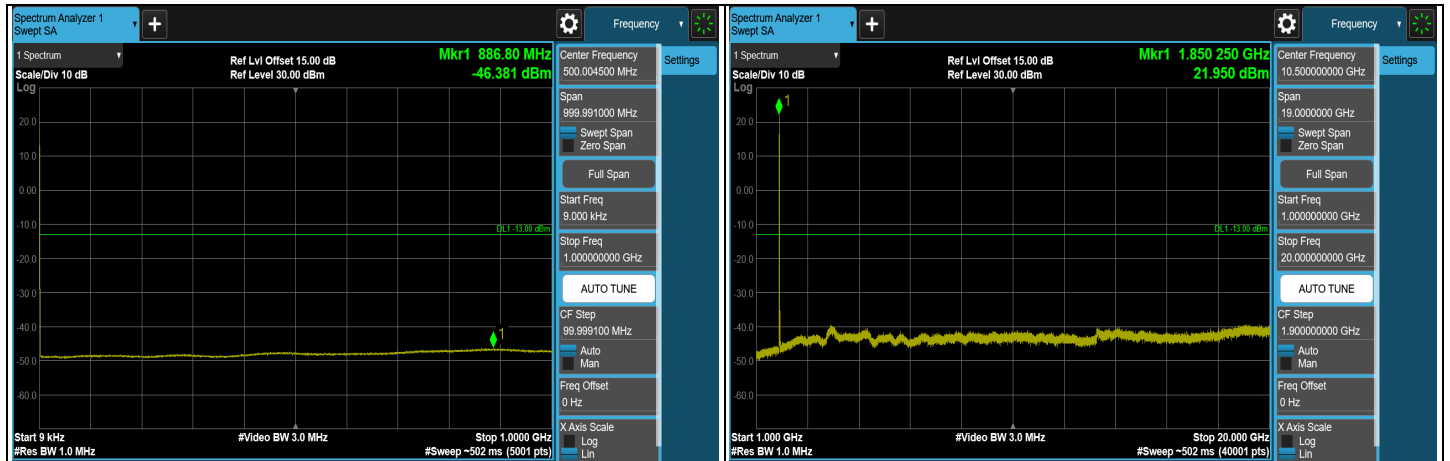 Spectrum Analyzer 1
Swept SA
+
Frequency
1 Spectrum
Scale/Div 10 dB
Log
Ref Lvl Offset 15.00 dB
Ref Level 30.00 dBm
Mkr1 886.80 MHz
-46.381 dBm
1
20.0
10.0
0.00
-10.0
-20.0
-30.0
-40.0
-50.0
-60.0
DL1 -13.00 dBm
1
Start 9 kHz
#Res BW 1.0 MHz
#Video BW 3.0 MHz
Stop 1.0000 GHz
#Sweep ~502 ms (5001 pts)
Center Frequency
500.004500 MHz
Span
999.991000 MHz
Swept Span
Zero Span
Full Span
Start Freq
9.000 kHz
Stop Freq
1.000000000 GHz
AUTO TUNE
CF Step
99.999100 MHz
Auto
Man
Freq Offset
0 Hz
X Axis Scale
Log
Lin
Settings
Spectrum Analyzer 1
Swept SA
+
Frequency
1 Spectrum
Scale/Div 10 dB
Log
Ref Lvl Offset 15.00 dB
Ref Level 30.00 dBm
Mkr1 1.850 250 GHz
21.950 dBm
1
20.0
10.0
0.00
-10.0
-20.0
-30.0
-40.0
-50.0
-60.0
DL1 -13.00 dBm
Start 1.000 GHz
#Res BW 1.0 MHz
#Video BW 3.0 MHz
Stop 20.000 GHz
#Sweep ~502 ms (40001 pts)
Center Frequency
10.500000000 GHz
Span
19.0000000 GHz
Swept Span
Zero Span
Full Span
Start Freq
1.000000000 GHz
Stop Freq
20.000000000 GHz
AUTO TUNE
CF Step
1.900000000 GHz
Auto
Man
Freq Offset
0 Hz
X Axis Scale
Log
Lin
Settings